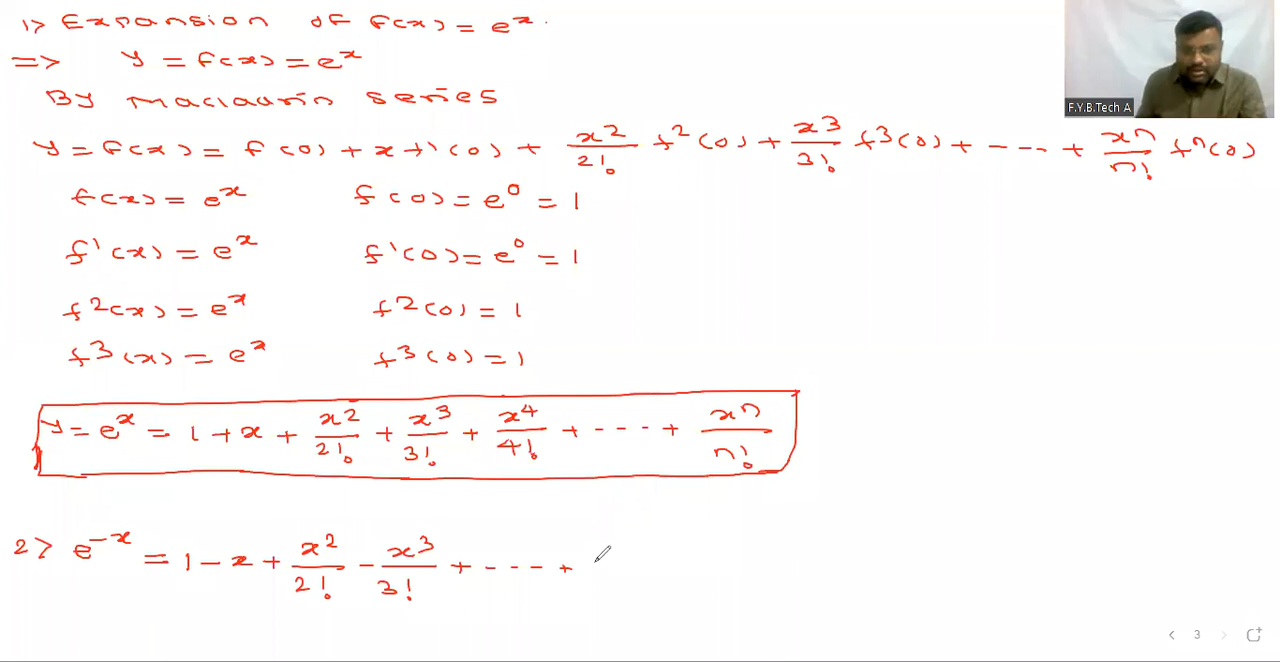 1> Expansion of f(x) = e^x.
=> y = f(x) = e^x
By maclaurin series
y = f(x) = f(0) + x f'(0) + x^2/2! f^2(0) + x^3/3! f^3(0) + ---- + x^n/n! f^n(0)
f(x) = e^x f(0) = e^0 = 1
f'(x) = e^x f'(0) = e^0 = 1
f^2(x) = e^x f^2(0) = 1
f^3(x) = e^x f^3(0) = 1
y = e^x = 1 + x + x^2/2! + x^3/3! + x^4/4! + ---- + x^n/n!
2> e^-x = 1 - x + x^2/2! - x^3/3! + ---- +
F.Y.B.Tech A
< 3 >